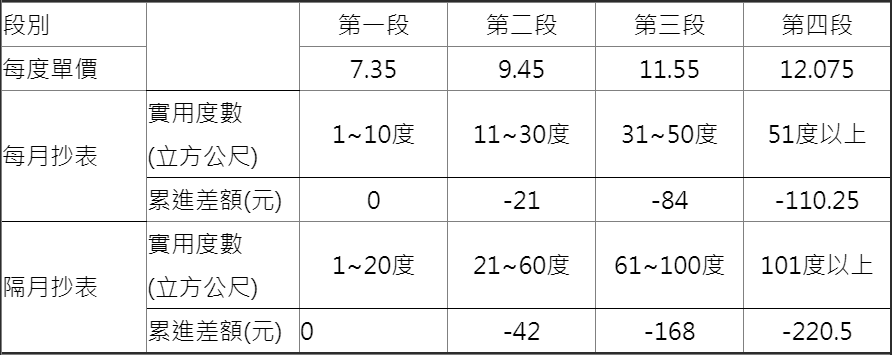 段別 第一段 第二段 第三段 第四段
每度單價 7.35 9.45 11.55 12.075
每月抄表 實用度數 1~10度 11~30度 31~50度 51度以上
(立方公尺)
累進差額(元) 0 -21 -84 -110.25
隔月抄表 實用度數 1~20度 21~60度 61~100度 101度以上
(立方公尺)
累進差額(元) 0 -42 -168 -220.5